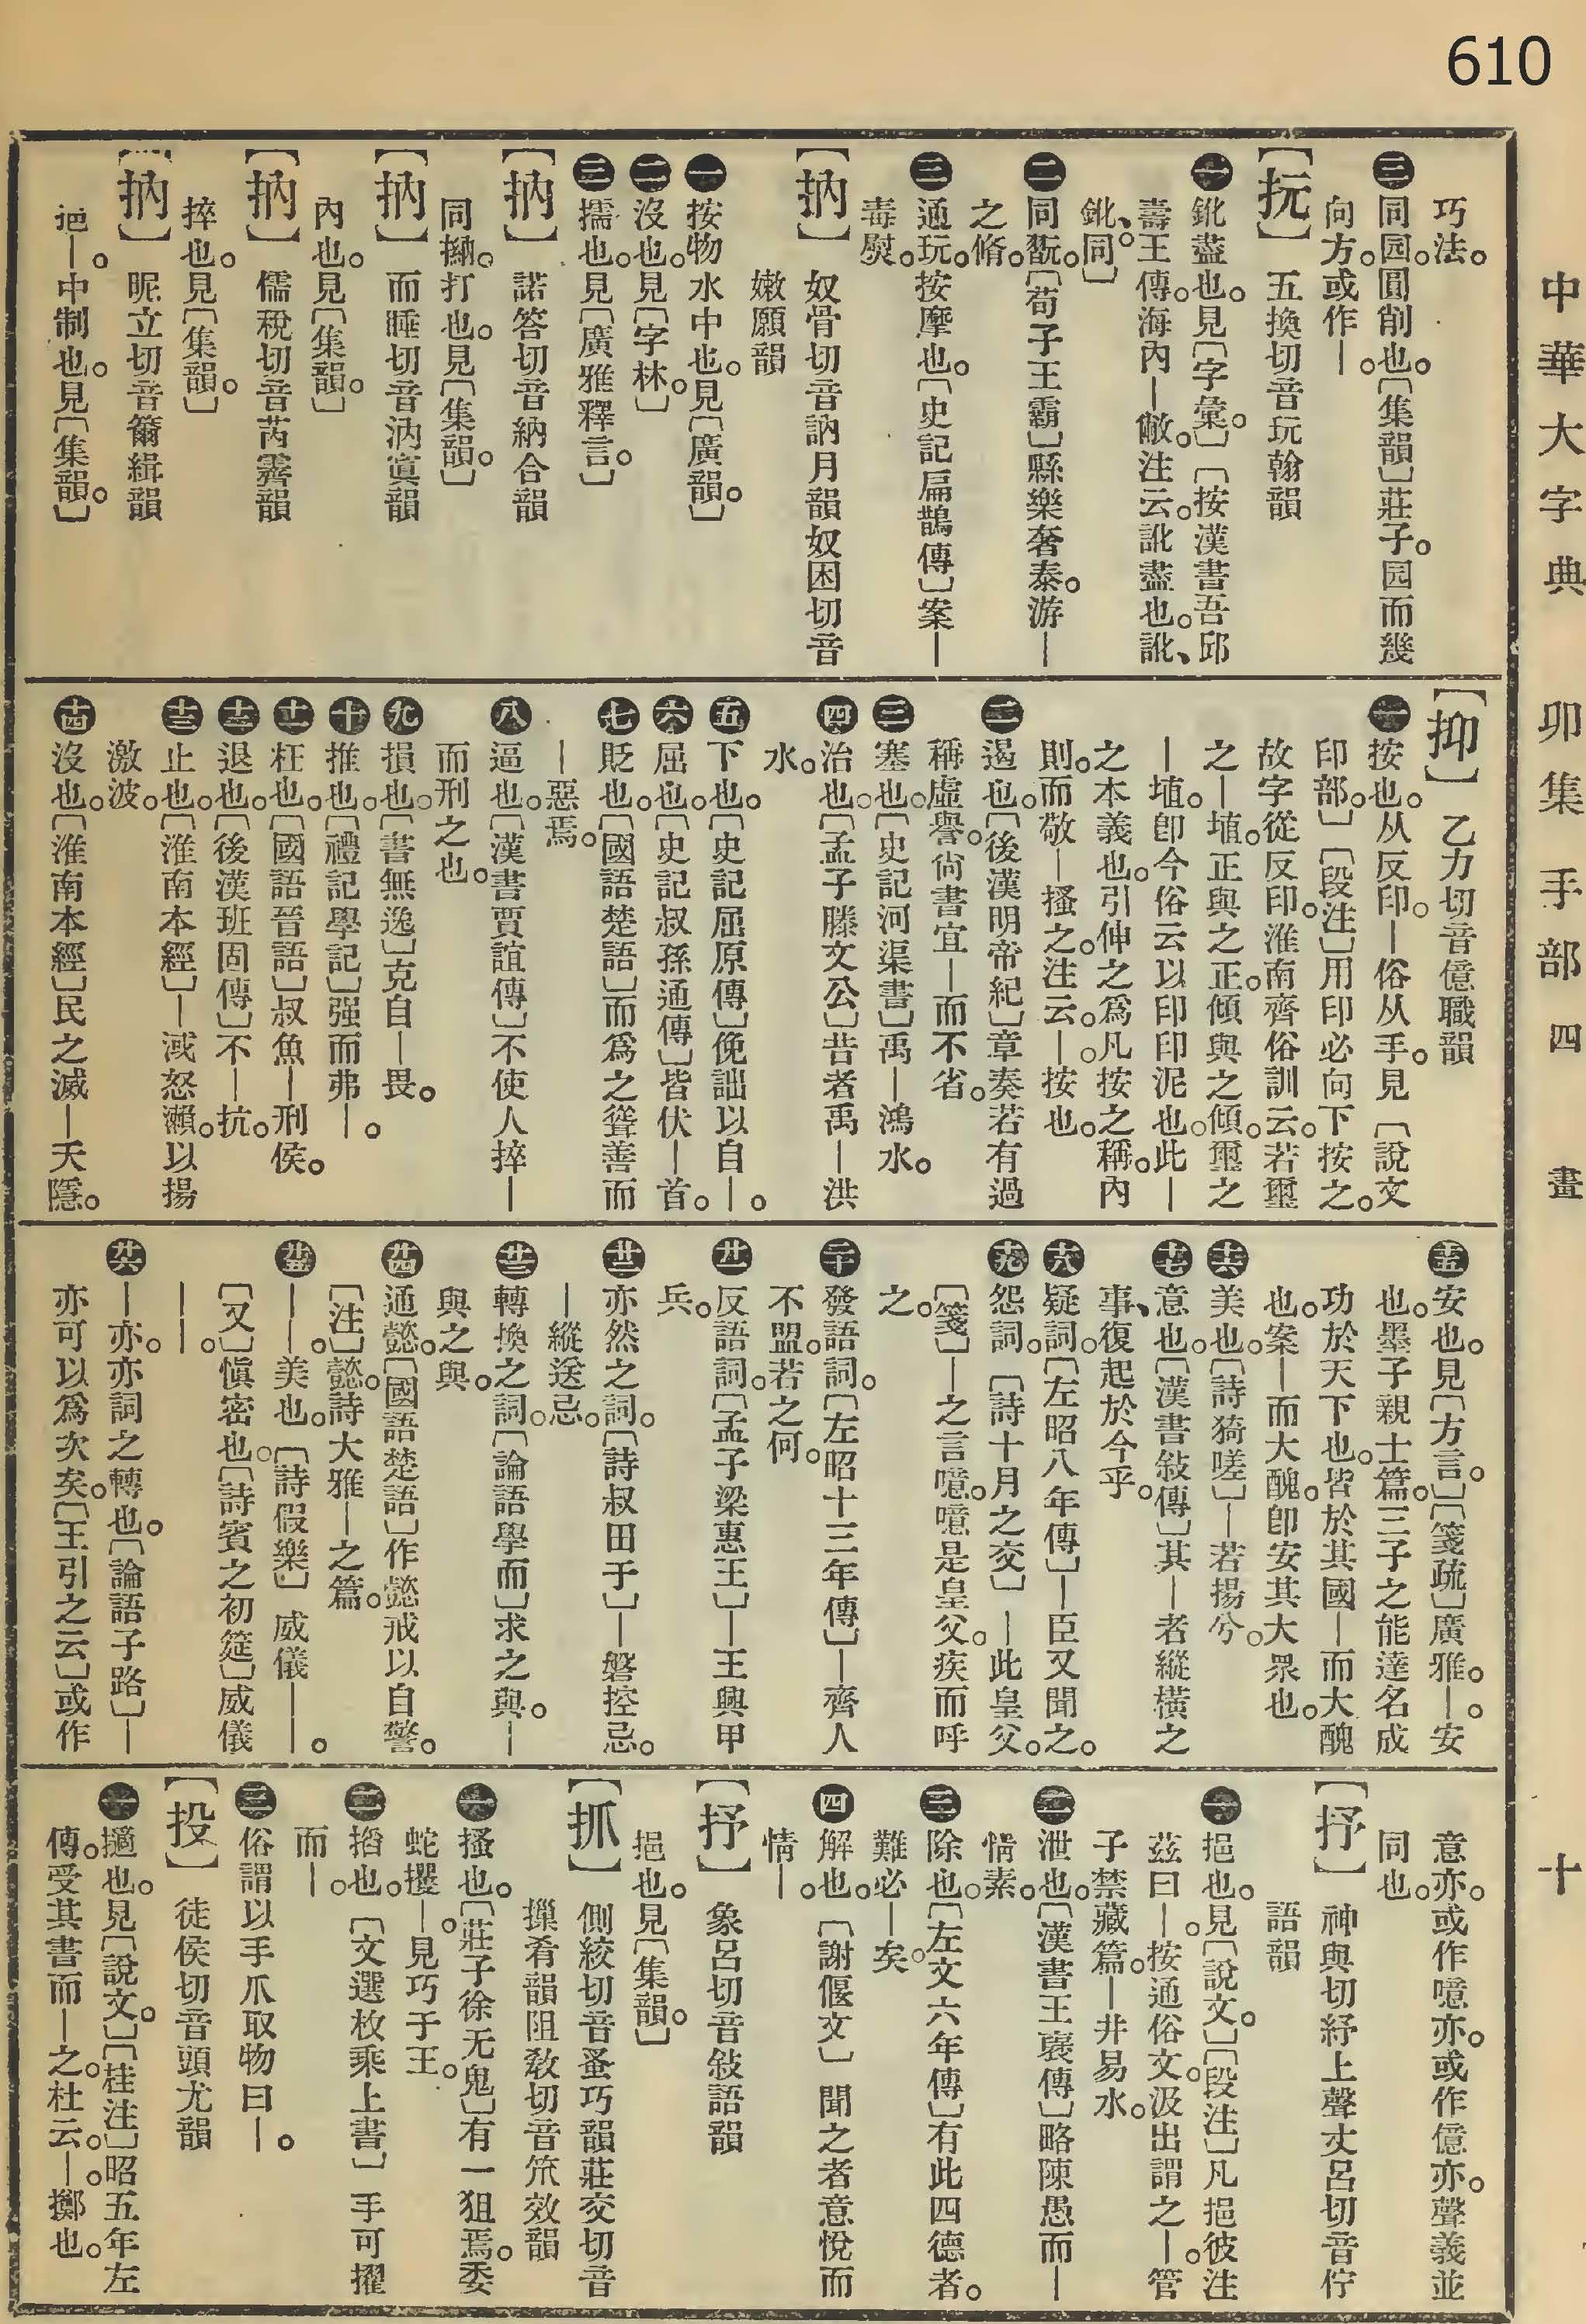 610
中華大字典　卯集　手部　四畫　十
巧法。
㊂同园。圓削也。〔集韻〕莊子。园而幾
向方。或作｜。
〔抏〕五換切音玩翰韻
㊀鈋盡也。見〔字彙。〕〔按漢書吾邱
壽王傳。海內｜敝。注云。訛盡也。訛、
鈋、同。〕
㊁同翫。〔荀子王霸〕縣樂奢泰。游｜
之脩。
㊂通玩。按摩也。〔史記扁鵲傳〕案｜
毒熨。
〔抐〕奴骨切音訥月韻奴困切音
嫩願韻
㊀按物水中也。見〔廣韻。〕
㊁沒也。見〔字林。〕
㊂擩也。見〔廣雅釋言。〕
〔抐〕諾答切音納合韻
同㨥。打也。見〔集韻。〕
〔抐〕而睡切音汭寘韻
內也。見〔集韻。〕
〔抐〕儒稅切音芮霽韻
捽也。見〔集韻。〕
〔抐〕昵立切音䌤緝韻
抝｜。中制也。見〔集韻。〕
〔抑〕乙力切音億職韻
㊀按也。从反印。｜俗从手。見〔說文
印部。〕〔段注〕用印必向下按之。
故字從反印。淮南齊俗訓云。若璽
之｜埴。正與之正。傾與之傾。璽之
｜埴。卽今俗云以印印泥也。此｜
之本義也。引伸之爲凡按之稱。內
則。而敬｜搔之。注云。｜。按也。
㊁遏也。〔後漢明帝紀〕章奏若有過
稱虛譽。尙書宜｜而不省。
㊂塞也。〔史記河渠書〕禹｜鴻水。
㊃治也。〔孟子滕文公〕昔者禹｜洪
水。
㊄下也。〔史記屈原傳〕俛詘以自｜。
㊅屈也。〔史記叔孫通傳〕皆伏｜首。
㊆貶也。〔國語楚語〕而爲之聳善而
｜惡焉。
㊇逼也。〔漢書賈誼傳〕不使人捽｜
而刑之也。
㊈損也。〔書無逸〕克自｜畏。
㊉推也。〔禮記學記〕强而弗｜。
十一枉也。〔國語晉語〕叔魚｜刑侯。
十二退也。〔後漢班固傳〕不｜抗。
十三止也。〔淮南本經〕｜減怒瀨。以揚
激波。
十四沒也。〔淮南本經〕民之滅｜夭隱。
十五安也。見〔方言。〕〔箋疏〕廣雅。｜。安
也。墨子親士篇。三子之能達名成
功於天下也。皆於其國｜而大醜
也。案｜而大醜。卽安其大眾也。
十六美也。〔詩猗嗟〕｜若揚兮。
十七意也。〔漢書敍傳〕其｜者縱橫之
事、復起於今乎。
十八疑詞。〔左昭八年傳〕｜臣又聞之。
十九怨詞。〔詩十月之交〕｜此皇父。
〔箋〕｜之言噫。噫是皇父。疾而呼
之。
二十發語詞。〔左昭十三年傳〕｜齊人
不盟。若之何。
廿一反語詞。〔孟子梁惠王〕｜王興甲
兵。
廿二亦然之詞。〔詩叔田于〕｜磬控忌。
｜縱送忌。
廿三轉換之詞。〔論語學而〕求之與。｜
與之與。
廿四通懿。〔國語楚語〕作懿戒以自警。
〔注〕懿。詩大雅｜之篇。
廿五｜｜。美也。〔詩假樂〕威儀｜｜。
〔又〕愼密也。〔詩賓之初筵〕威儀
｜｜。
廿六｜亦。亦詞之轉也。〔論語子路〕｜
亦可以爲次矣。〔王引之云〕或作
意亦。或作噫亦。或作億亦。聲義並
同也。
〔抒〕神與切紓上聲丈呂切音佇
語韻
㊀挹也。見〔說文。〕〔段注〕凡挹彼注
茲曰｜。按通俗文。汲出謂之｜。管
子禁藏篇。｜井易水。
㊁泄也。〔漢書王襃傳〕略陳愚而｜
情素。
㊂除也。〔左文六年傳〕有此四德者。
難必｜矣。
㊃解也。〔謝偃文〕聞之者意悅而
情｜。
〔抒〕象呂切音敍語韻
挹也。見〔集韻。〕
〔抓〕側絞切音蚤巧韻莊交切音
摷肴韻阻敎切音笊效韻
㊀搔也。〔莊子徐无鬼〕有一狙焉。委
蛇攫｜。見巧于王。
㊁搯也。〔文選枚乘上書〕手可擢
而｜。
㊂俗謂以手爪取物曰｜。
〔投〕徒侯切音頭尤韻
㊀擿也。見〔說文。〕〔桂注〕昭五年左
傳。受其書而｜之。杜云。｜。擲也。